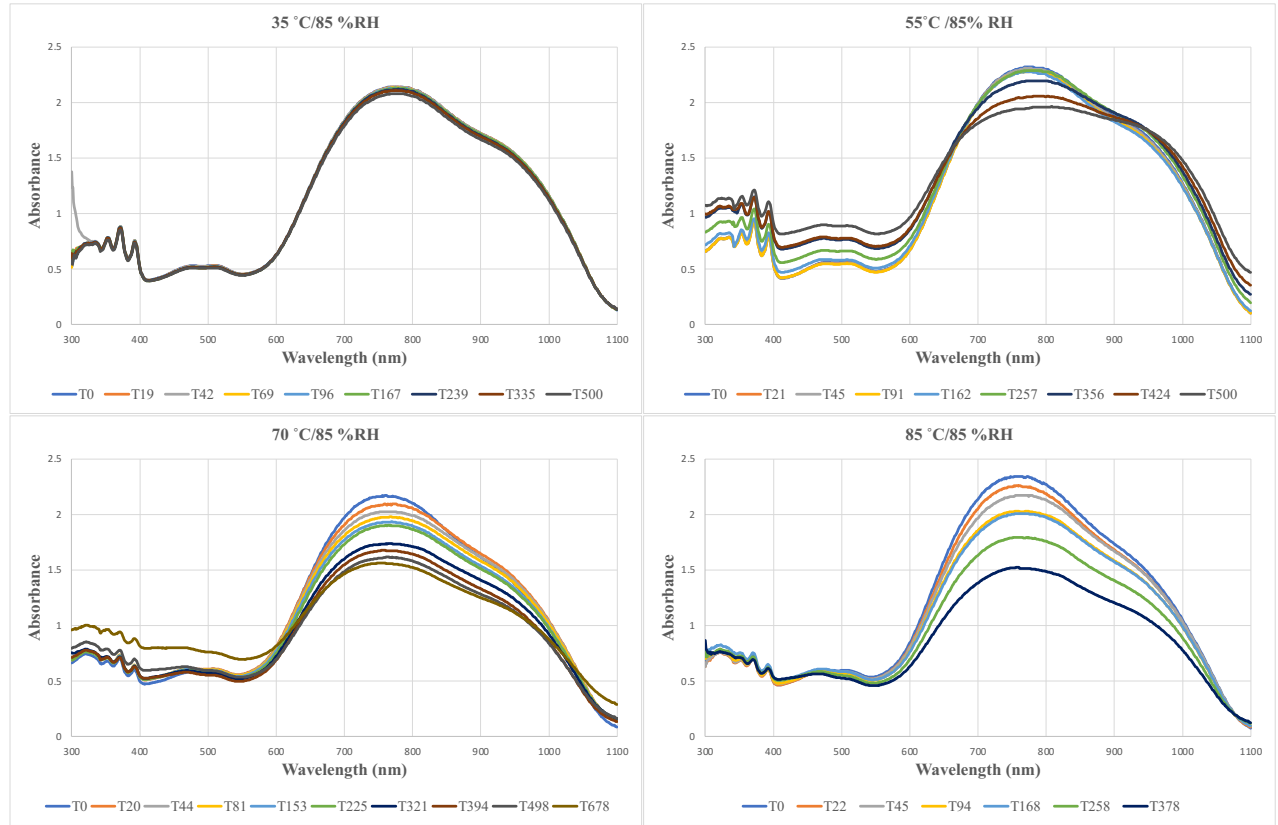 35 ˚C/85 %RH
2.5
2
1.5
1
0.5
0
Absorbance
300 400 500 600 700 800 900 1000 1100
Wavelength (nm)
T0 T19 T42 T69 T96 T167 T239 T335 T500
55˚C /85% RH
2.5
2
1.5
1
0.5
0
Absorbance
300 400 500 600 700 800 900 1000 1100
Wavelength (nm)
T0 T21 T45 T91 T162 T257 T356 T424 T500
70 ˚C/85 %RH
2.5
2
1.5
1
0.5
0
Absorbance
300 400 500 600 700 800 900 1000 1100
Wavelength (nm)
T0 T20 T44 T81 T153 T225 T321 T394 T498 T678
85 ˚C/85 %RH
2.5
2
1.5
1
0.5
0
Absorbance
300 400 500 600 700 800 900 1000 1100
Wavelength (nm)
T0 T22 T45 T94 T168 T258 T378